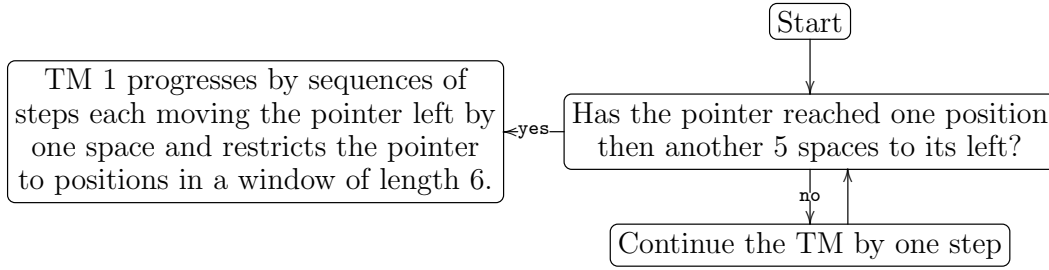 Start
TM 1 progresses by sequences of
steps each moving the pointer left by
one space and restricts the pointer
to positions in a window of length 6.
yes
Has the pointer reached one position
then another 5 spaces to its left?
no
Continue the TM by one step